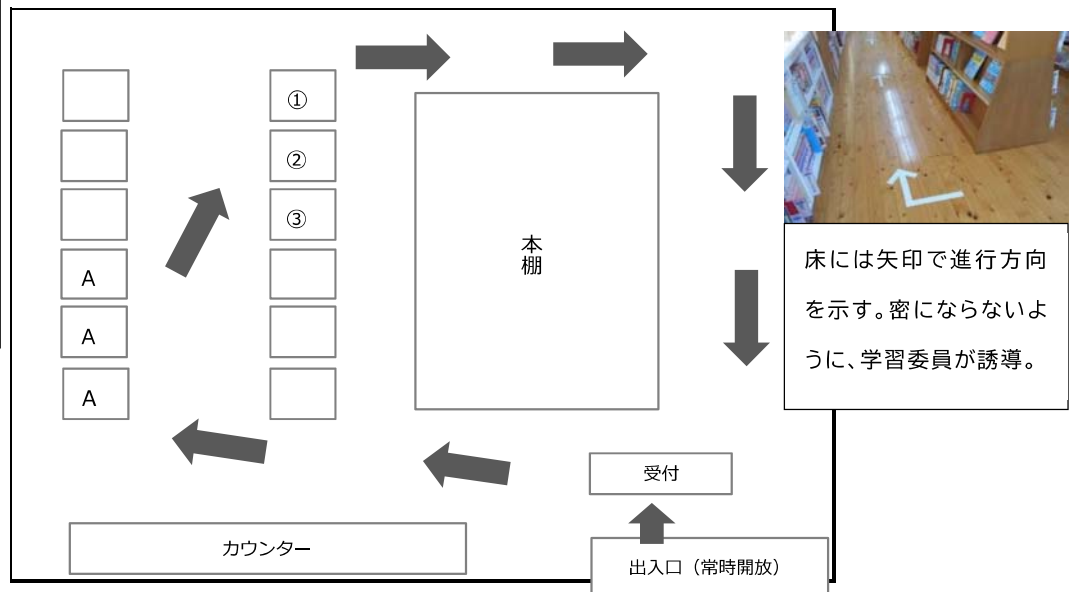 ①
②
③
A
A
A
本
棚
床には矢印で進行方向
を示す。密にならないよ
うに、学習委員が誘導。
受付
カウンター
出入口（常時開放）